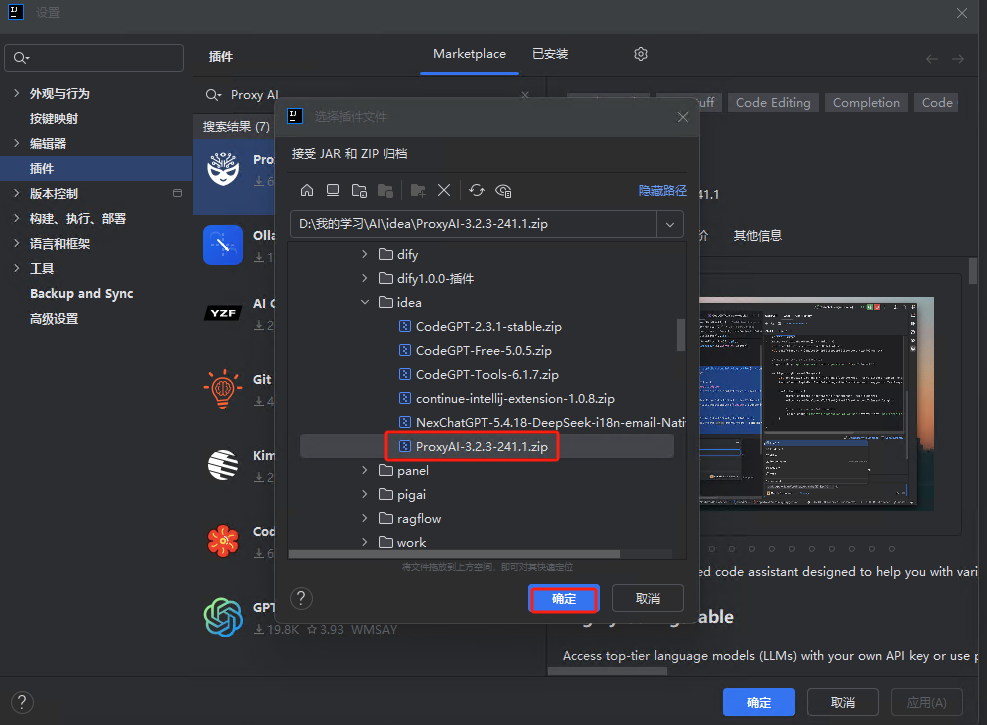 设置
插件
Marketplace
已安装
外观与行为
按键映射
编辑器
插件
版本控制
构建、执行、部署
语言和框架
工具
Backup and Sync
高级设置
Proxy AI
搜索结果 (7)
Pro
6
Olla
1
YZF
AI C
2
Git
4
Kim
2
Cod
6
GPT
19.8K 3.93 WMSAY
选择插件文件
接受 JAR 和 ZIP 归档
隐藏路径
D:\我的学习\AI\idea\ProxyAI-3.2.3-241.1.zip
dify
dify1.0.0-插件
idea
CodeGPT-2.3.1-stable.zip
CodeGPT-Free-5.0.5.zip
CodeGPT-Tools-6.1.7.zip
continue-intellij-extension-1.0.8.zip
NexChatGPT-5.4.18-DeepSeek-i18n-email-Nati
ProxyAI-3.2.3-241.1.zip
panel
pigai
ragflow
work
将文件拖放到上方空间，即可对其快速定位
?
确定
取消
uff
Code Editing
Completion
Code
41.1
价
其他信息
ed code assistant designed to help you with vari
able
Access top-tier language models (LLMs) with your own API key or use p
?
确定
取消
应用(A)